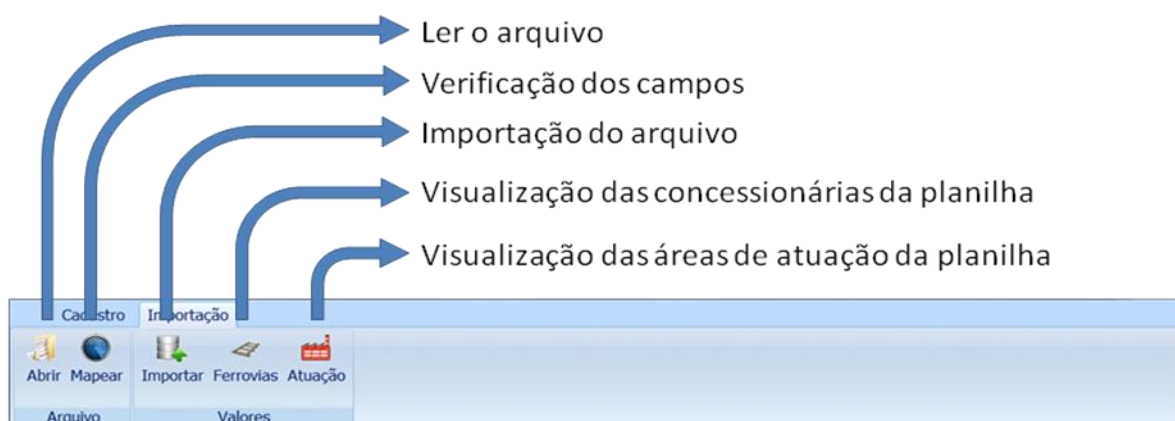 Ler o arquivo
Verificação dos campos
Importação do arquivo
Visualização das concessionárias da planilha
Visualização das áreas de atuação da planilha
Cadastro Importação
Abrir Mapear Importar Ferrovias Atuação
Arquivo Valores